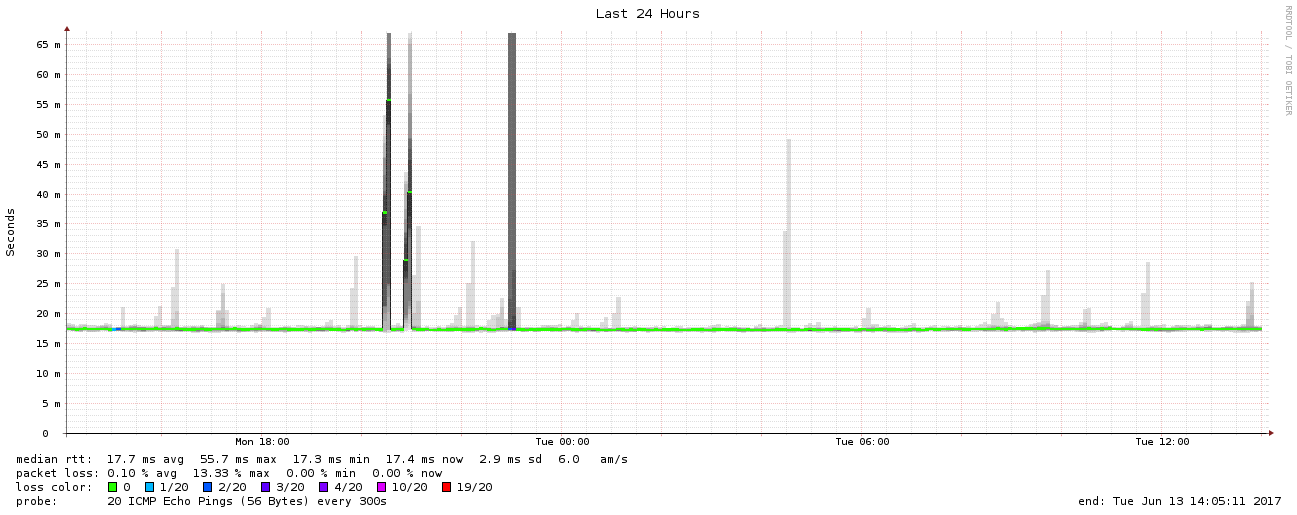 Last 24 Hours
RRDTOOL / TOBI OETIKER
Seconds
65 m
60 m
55 m
50 m
45 m
40 m
35 m
30 m
25 m
20 m
15 m
10 m
5 m
0
Mon 18:00 Tue 00:00 Tue 06:00 Tue 12:00
median rtt: 17.7 ms avg 55.7 ms max 17.3 ms min 17.4 ms now 2.9 ms sd 6.0 am/s
packet loss: 0.10 % avg 13.33 % max 0.00 % min 0.00 % now
loss color: 0 1/20 2/20 3/20 4/20 10/20 19/20
probe: 20 ICMP Echo Pings (56 Bytes) every 300s end: Tue Jun 13 14:05:11 2017